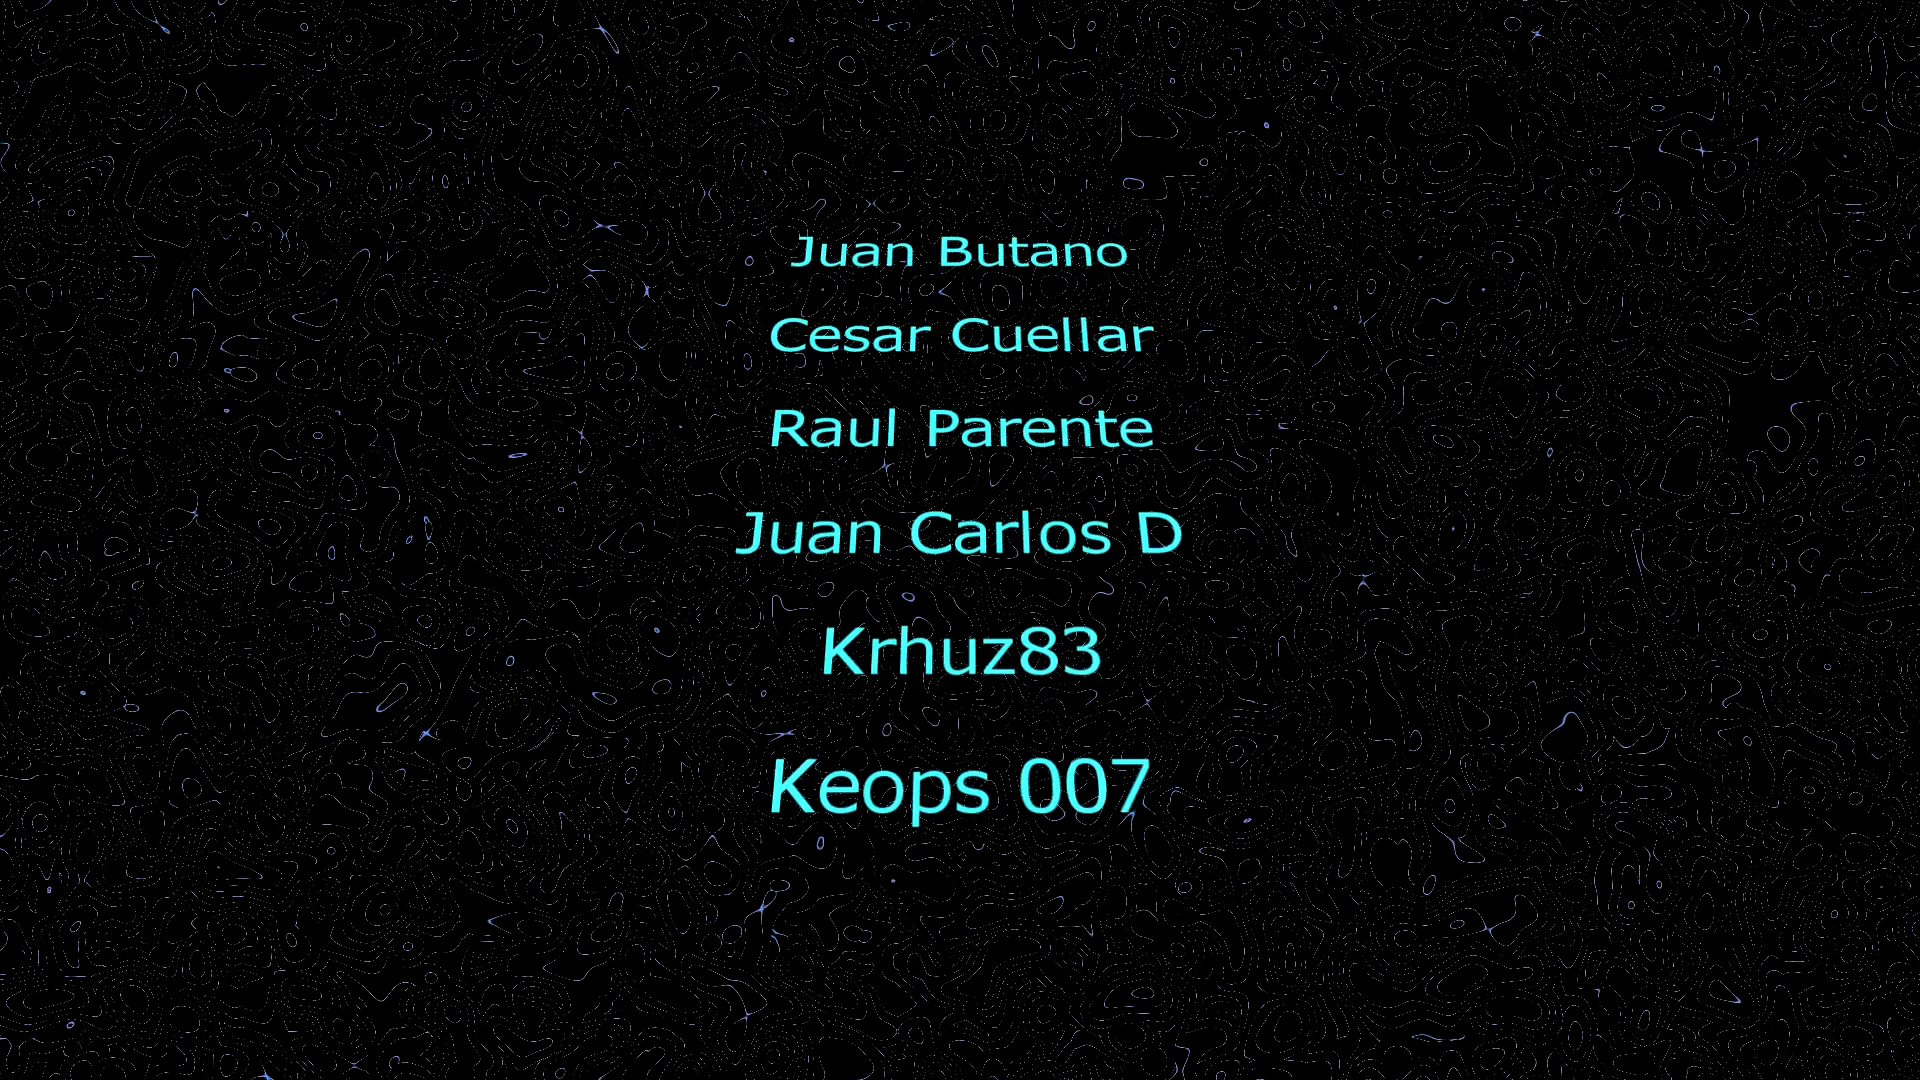 Juan Butano
Cesar Cuellar
Raul Parente
Juan Carlos D
Krhuz83
Keops 007